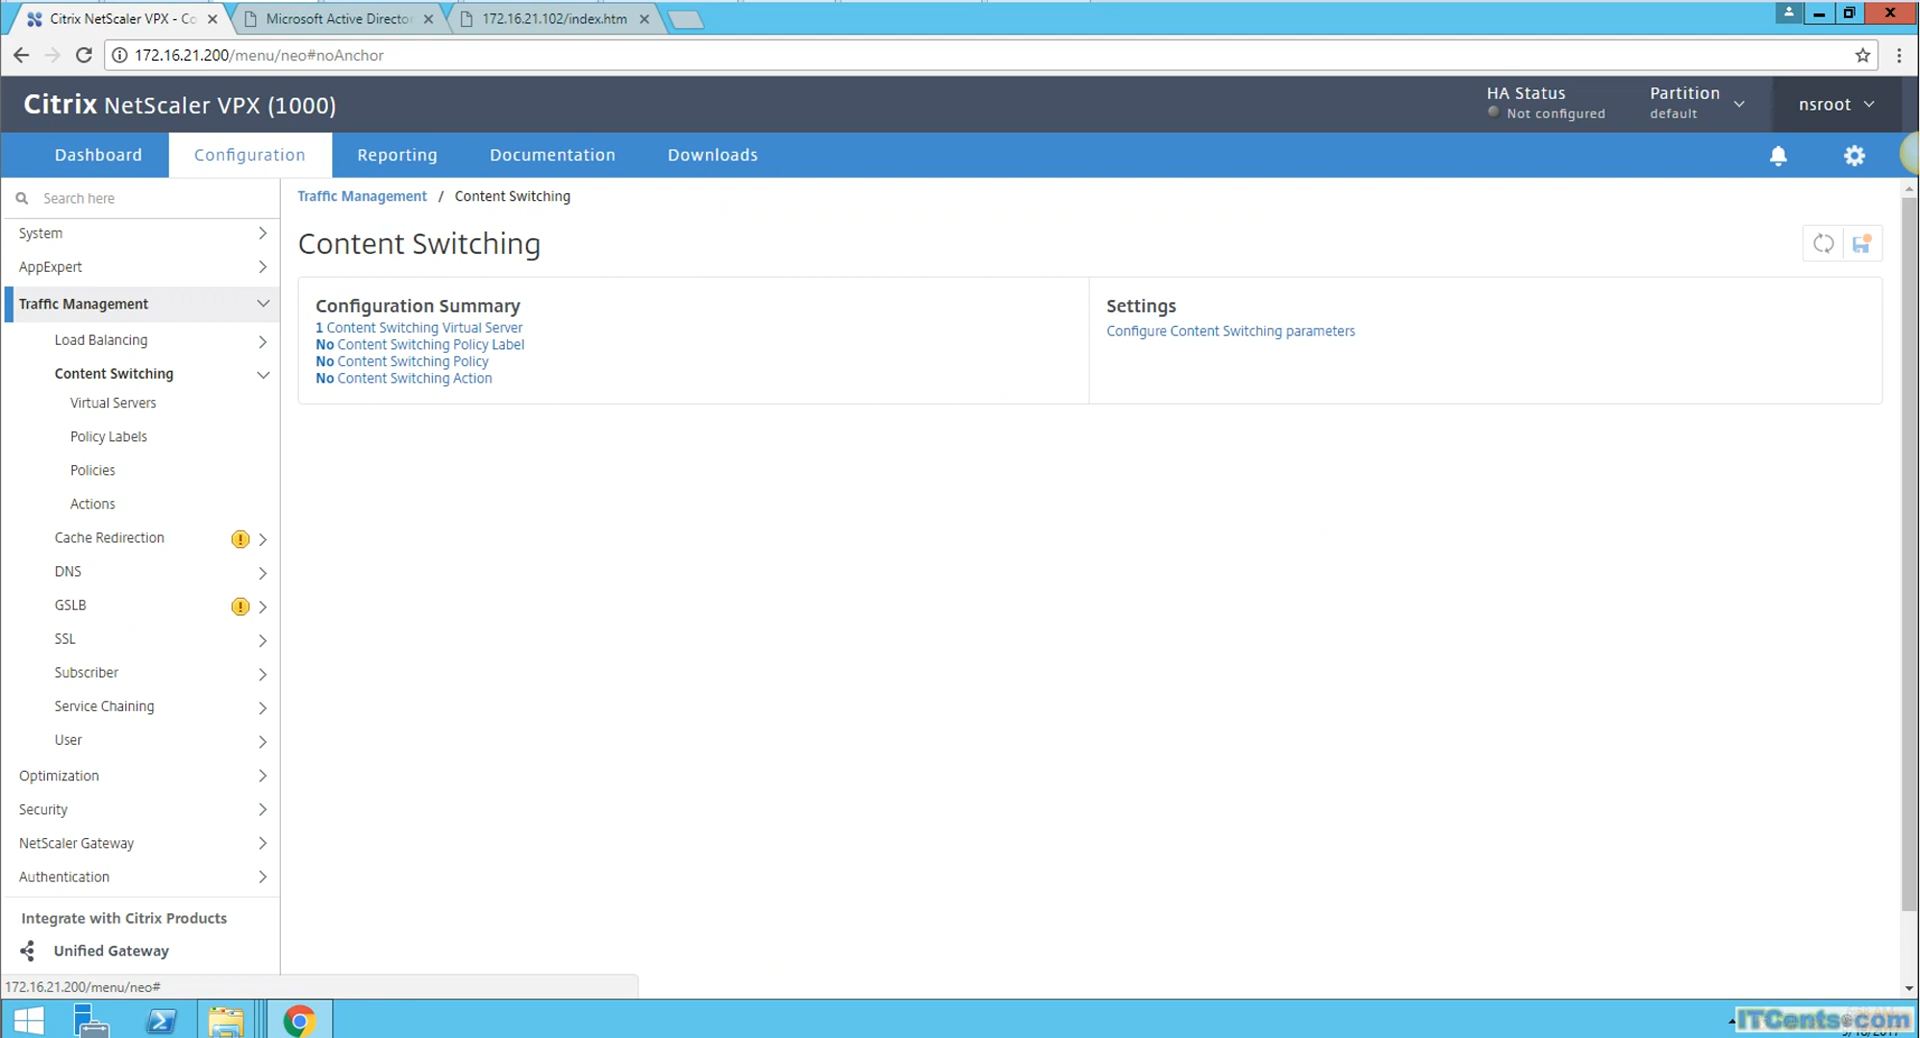 Citrix NetScaler VPX - Co
Microsoft Active Director
172.16.21.102/index.htm
172.16.21.200/menu/neo#noAnchor
Citrix NetScaler VPX (1000)
HA Status
Not configured
Partition
default
nsroot
Dashboard
Configuration
Reporting
Documentation
Downloads
Search here
System
AppExpert
Traffic Management
Load Balancing
Content Switching
Virtual Servers
Policy Labels
Policies
Actions
Cache Redirection
DNS
GSLB
SSL
Subscriber
Service Chaining
User
Optimization
Security
NetScaler Gateway
Authentication
Integrate with Citrix Products
Unified Gateway
Traffic Management / Content Switching
Content Switching
Configuration Summary
1 Content Switching Virtual Server
No Content Switching Policy Label
No Content Switching Policy
No Content Switching Action
Settings
Configure Content Switching parameters
172.16.21.200/menu/neo#
ITCents.com